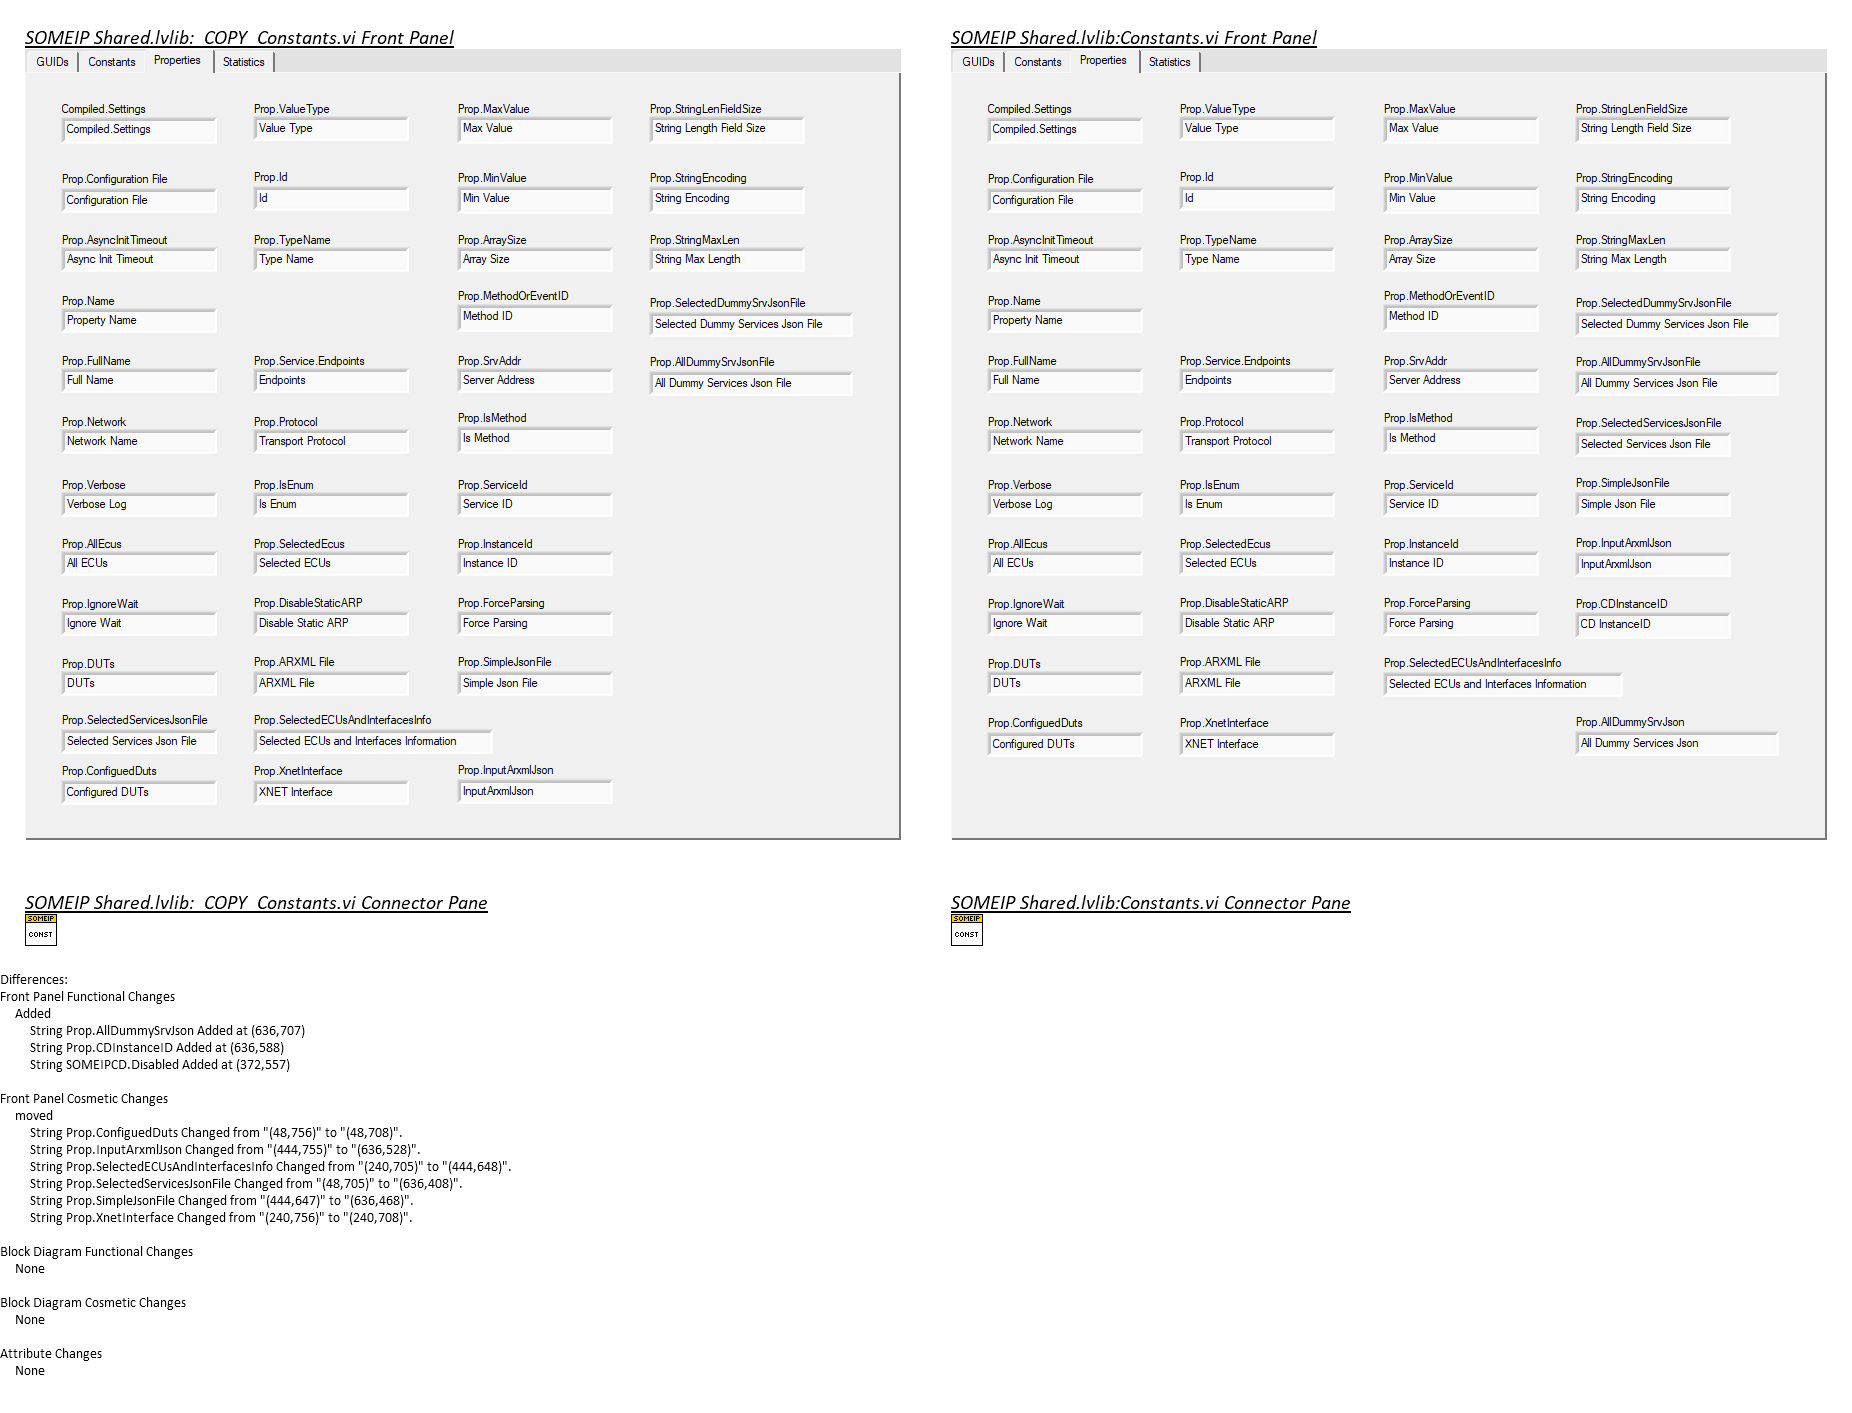 SOMEIP Shared.lvlib:  COPY  Constants.vi Front Panel
GUIDs Constants Properties Statistics
Compiled.Settings Prop.ValueType Prop.MaxValue Prop.StringLenFieldSize
Compiled.Settings Value Type Max Value String Length Field Size
Prop.Configuration File Prop.Id Prop.MinValue Prop.StringEncoding
Configuration File Id Min Value String Encoding
Prop.AsyncInitTimeout Prop.TypeName Prop.ArraySize Prop.StringMaxLen
Async Init Timeout Type Name Array Size String Max Length
Prop.Name Prop.MethodOrEventID Prop.SelectedDummySrvJsonFile
Property Name Method ID Selected Dummy Services Json File
Prop.FullName Prop.Service.Endpoints Prop.SrvAddr Prop.AllDummySrvJsonFile
Full Name Endpoints Server Address All Dummy Services Json File
Prop.Network Prop.Protocol Prop.IsMethod
Network Name Transport Protocol Is Method
Prop.Verbose Prop.IsEnum Prop.ServiceId
Verbose Log Is Enum Service ID
Prop.AllEcus Prop.SelectedEcus Prop.InstanceId
All ECUs Selected ECUs Instance ID
Prop.IgnoreWait Prop.DisableStaticARP Prop.ForceParsing
Ignore Wait Disable Static ARP Force Parsing
Prop.DUTs Prop.ARXML File Prop.SimpleJsonFile
DUTs ARXML File Simple Json File
Prop.SelectedServicesJsonFile Prop.SelectedECUsAndInterfacesInfo
Selected Services Json File Selected ECUs and Interfaces Information
Prop.ConfiguedDuts Prop.XnetInterface Prop.InputArxmlJson
Configured DUTs XNET Interface InputArxmlJson
SOMEIP Shared.lvlib:Constants.vi Front Panel
GUIDs Constants Properties Statistics
Compiled.Settings Prop.ValueType Prop.MaxValue Prop.StringLenFieldSize
Compiled.Settings Value Type Max Value String Length Field Size
Prop.Configuration File Prop.Id Prop.MinValue Prop.StringEncoding
Configuration File Id Min Value String Encoding
Prop.AsyncInitTimeout Prop.TypeName Prop.ArraySize Prop.StringMaxLen
Async Init Timeout Type Name Array Size String Max Length
Prop.Name Prop.MethodOrEventID Prop.SelectedDummySrvJsonFile
Property Name Method ID Selected Dummy Services Json File
Prop.FullName Prop.Service.Endpoints Prop.SrvAddr Prop.AllDummySrvJsonFile
Full Name Endpoints Server Address All Dummy Services Json File
Prop.Network Prop.Protocol Prop.IsMethod Prop.SelectedServicesJsonFile
Network Name Transport Protocol Is Method Selected Services Json File
Prop.Verbose Prop.IsEnum Prop.ServiceId Prop.SimpleJsonFile
Verbose Log Is Enum Service ID Simple Json File
Prop.AllEcus Prop.SelectedEcus Prop.InstanceId Prop.InputArxmlJson
All ECUs Selected ECUs Instance ID InputArxmlJson
Prop.IgnoreWait Prop.DisableStaticARP Prop.ForceParsing Prop.CDInstanceID
Ignore Wait Disable Static ARP Force Parsing CD InstanceID
Prop.DUTs Prop.ARXML File Prop.SelectedECUsAndInterfacesInfo
DUTs ARXML File Selected ECUs and Interfaces Information
Prop.ConfiguedDuts Prop.XnetInterface Prop.AllDummySrvJson
Configured DUTs XNET Interface All Dummy Services Json
SOMEIP Shared.lvlib:  COPY  Constants.vi Connector Pane
SOMEIP
CONST
SOMEIP Shared.lvlib:Constants.vi Connector Pane
SOMEIP
CONST
Differences:
Front Panel Functional Changes
Added
String Prop.AllDummySrvJson Added at (636,707)
String Prop.CDInstanceID Added at (636,588)
String SOMEIPCD.Disabled Added at (372,557)
Front Panel Cosmetic Changes
moved
String Prop.ConfiguedDuts Changed from "(48,756)" to "(48,708)".
String Prop.InputArxmlJson Changed from "(444,755)" to "(636,528)".
String Prop.SelectedECUsAndInterfacesInfo Changed from "(240,705)" to "(444,648)".
String Prop.SelectedServicesJsonFile Changed from "(48,705)" to "(636,408)".
String Prop.SimpleJsonFile Changed from "(444,647)" to "(636,468)".
String Prop.XnetInterface Changed from "(240,756)" to "(240,708)".
Block Diagram Functional Changes
None
Block Diagram Cosmetic Changes
None
Attribute Changes
None